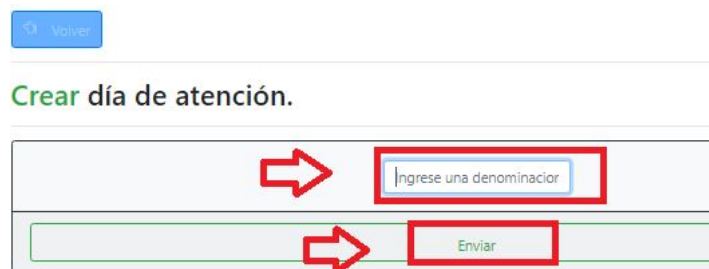 Volver
Crear día de atención.
Ingrese una denominacior
Enviar